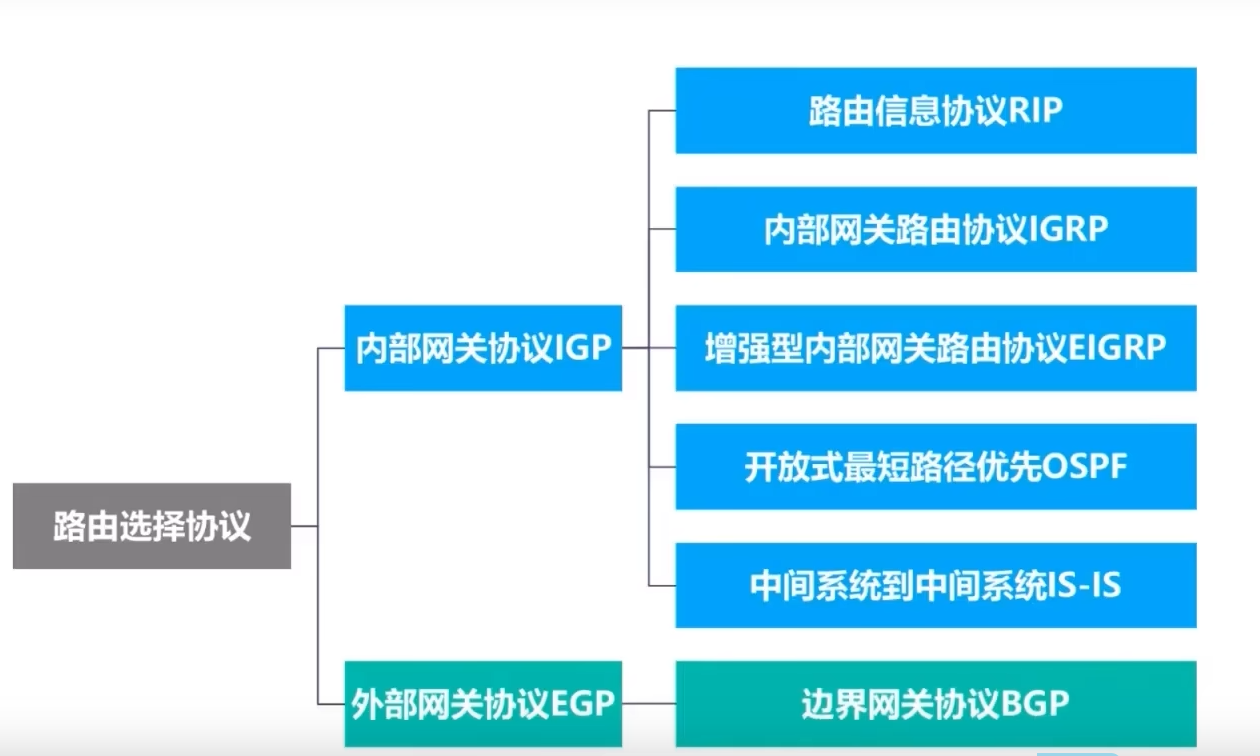 路由信息协议RIP
内部网关路由协议IGRP
内部网关协议IGP
增强型内部网关路由协议EIGRP
开放式最短路径优先OSPF
路由选择协议
中间系统到中间系统IS-IS
外部网关协议EGP
边界网关协议BGP